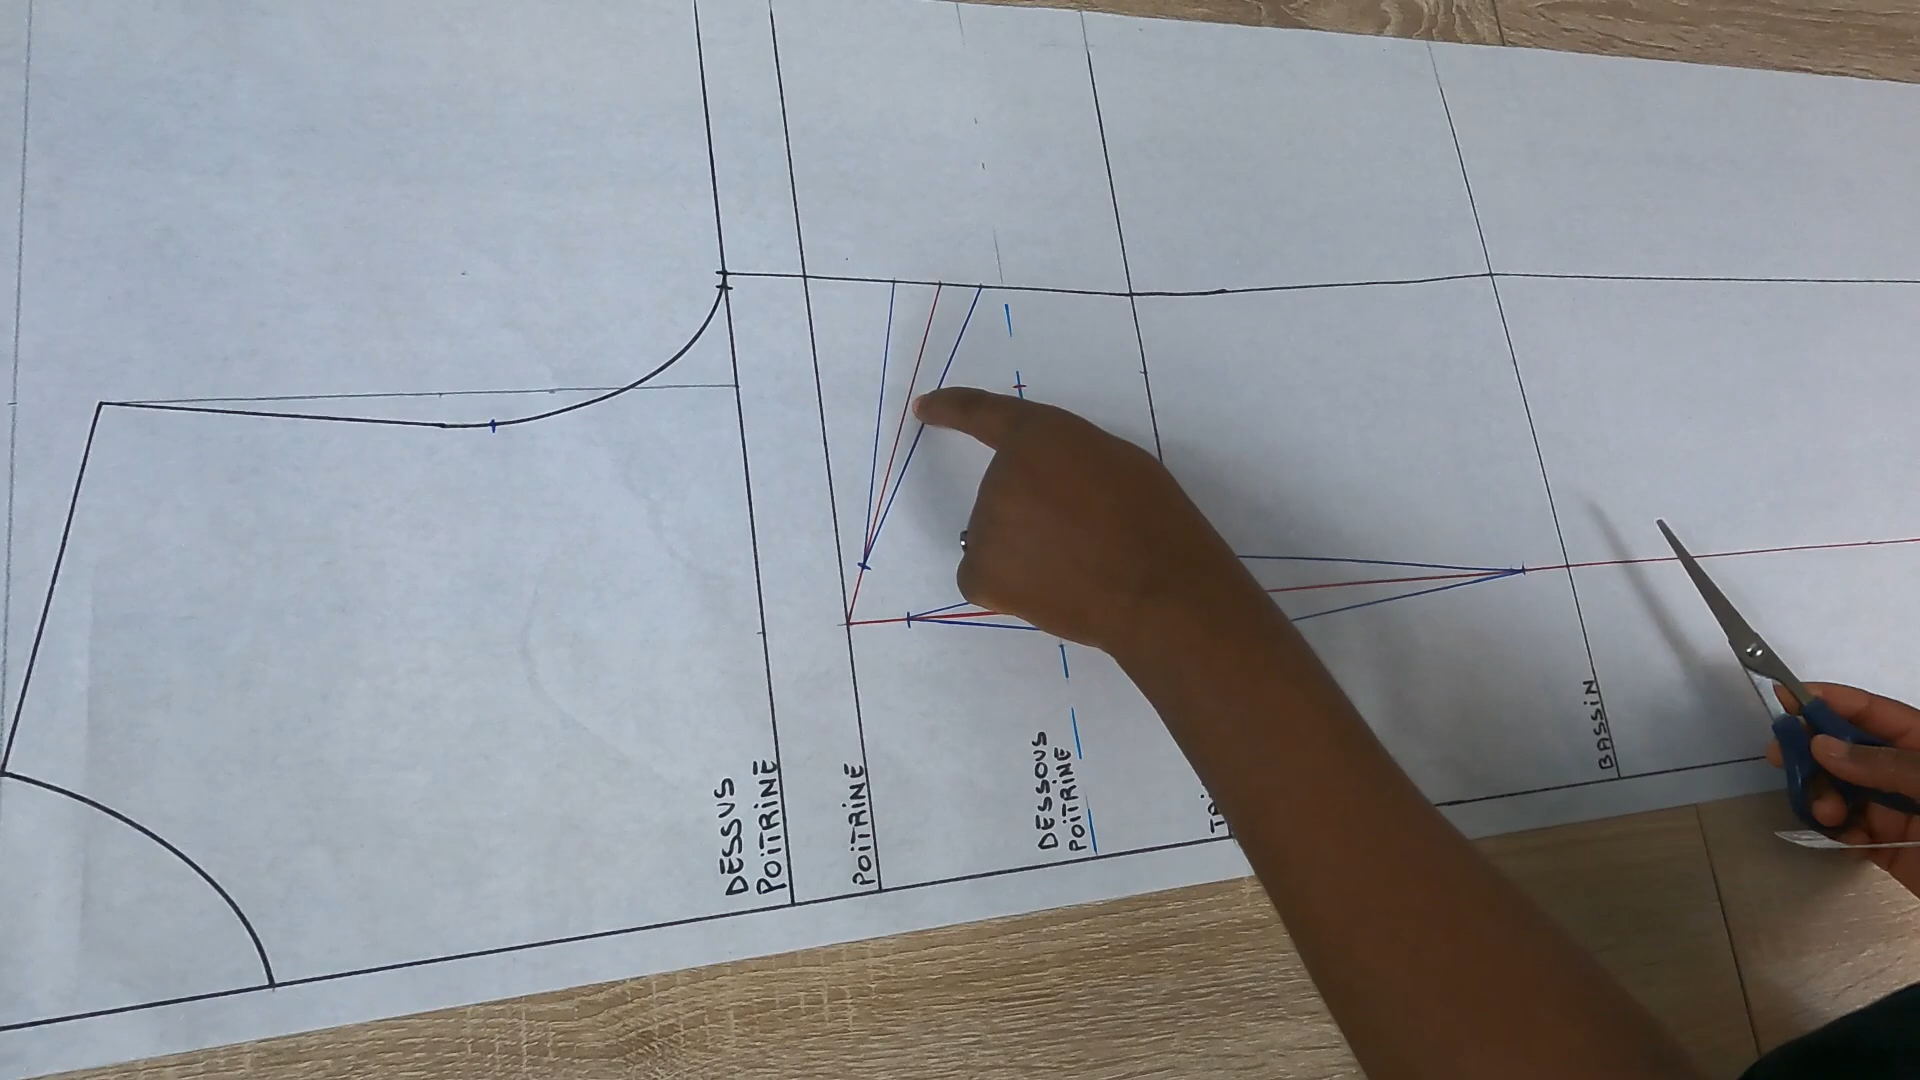 DESSUS
POITRINE
POITRINE
DESSOUS
POITRINE
BASSIN